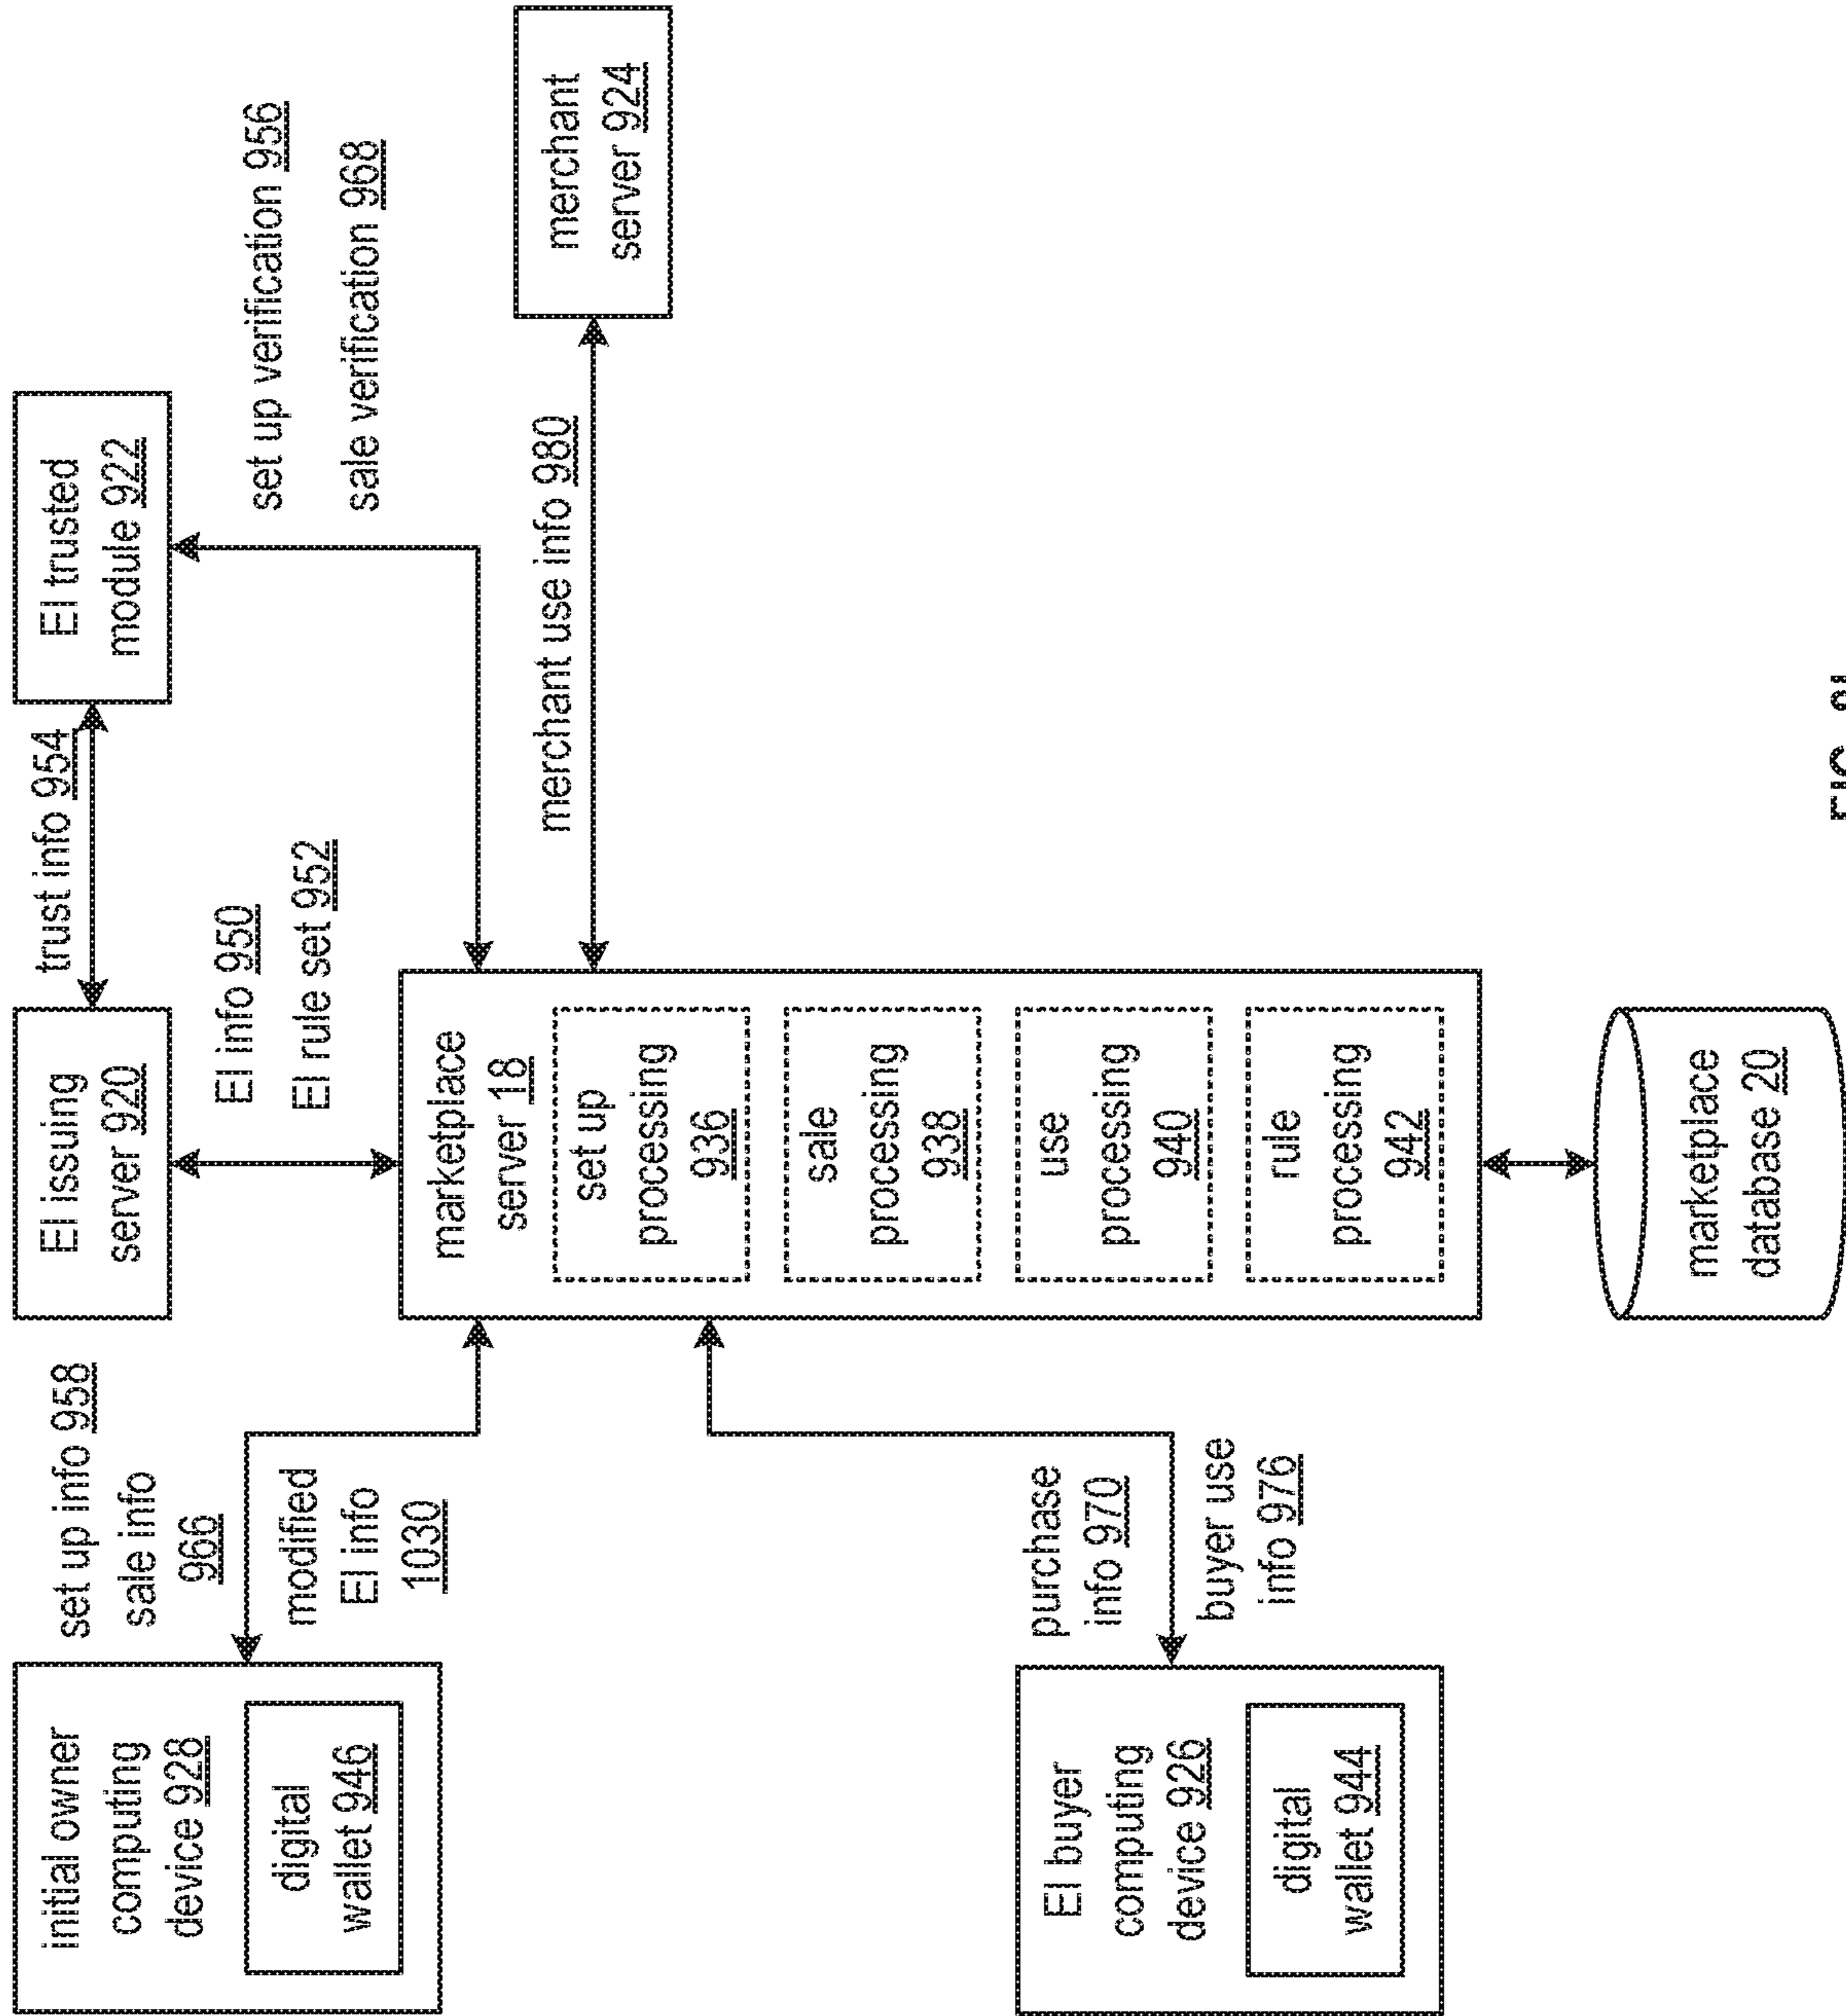 initial owner
computing
device 928
digital
wallet 946
set up info 958
sale info
966
modified
EI info
1030
EI issuing
server 920
trust info 954
EI trusted
module 922
EI info 950
EI rule set 952
set up verification 956
sale verification 968
marketplace
server 18
set up
processing
936
sale
processing
938
use
processing
940
rule
processing
942
merchant use info 980
merchant
server 924
EI buyer
computing
device 926
digital
wallet 944
purchase
info 970
buyer use
info 976
marketplace
database 20